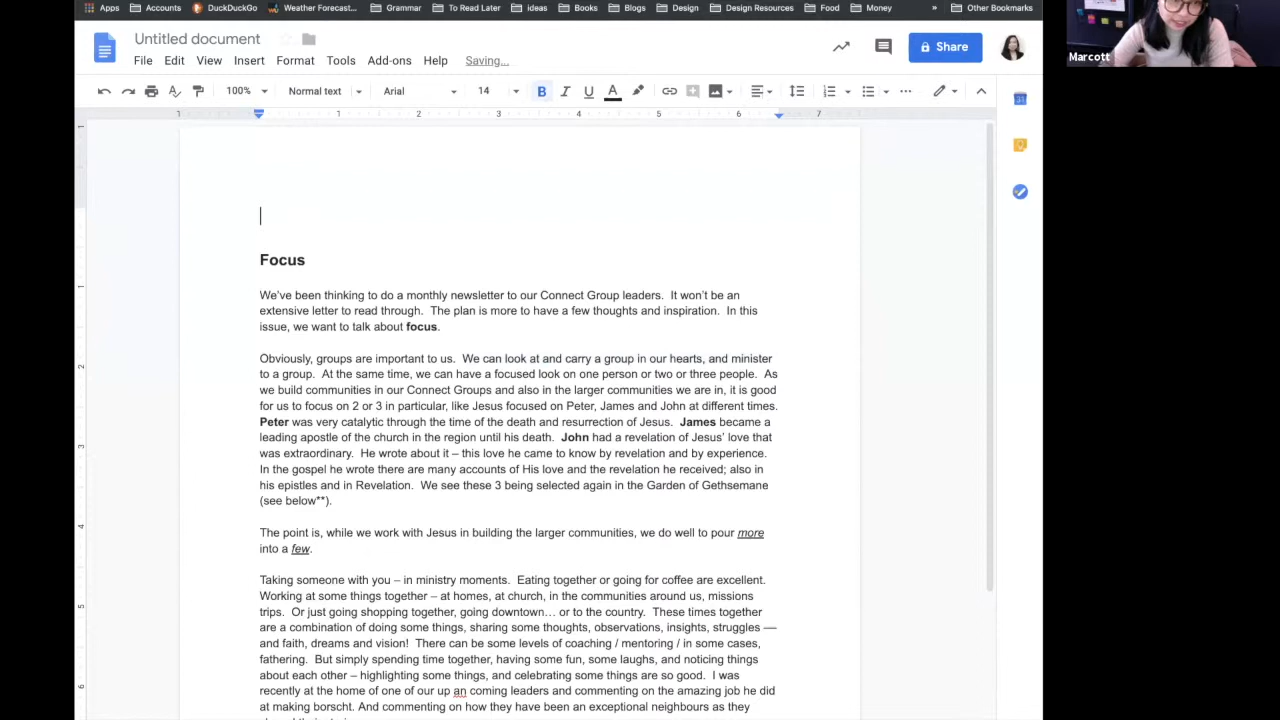 Apps Accounts DuckDuckGo Weather Forecast... Grammar To Read Later ideas Books Blogs Design Design Resources Food Money » Other Bookmarks
Marcott
Untitled document
File Edit View Insert Format Tools Add-ons Help Saving...
Share
100% Normal text Arial 14 B I U A
1 1 2 3 4 5 6 7
Focus
We've been thinking to do a monthly newsletter to our Connect Group leaders.  It won't be an
extensive letter to read through.  The plan is more to have a few thoughts and inspiration.  In this
issue, we want to talk about focus.
Obviously, groups are important to us.  We can look at and carry a group in our hearts, and minister
to a group.  At the same time, we can have a focused look on one person or two or three people.  As
we build communities in our Connect Groups and also in the larger communities we are in, it is good
for us to focus on 2 or 3 in particular, like Jesus focused on Peter, James and John at different times.
Peter was very catalytic through the time of the death and resurrection of Jesus.  James became a
leading apostle of the church in the region until his death.  John had a revelation of Jesus' love that
was extraordinary.  He wrote about it – this love he came to know by revelation and by experience.
In the gospel he wrote there are many accounts of His love and the revelation he received; also in
his epistles and in Revelation.  We see these 3 being selected again in the Garden of Gethsemane
(see below**).
The point is, while we work with Jesus in building the larger communities, we do well to pour more
into a few.
Taking someone with you – in ministry moments.  Eating together or going for coffee are excellent.
Working at some things together – at homes, at church, in the communities around us, missions
trips.  Or just going shopping together, going downtown… or to the country.  These times together
are a combination of doing some things, sharing some thoughts, observations, insights, struggles —
and faith, dreams and vision!  There can be some levels of coaching / mentoring / in some cases,
fathering.  But simply spending time together, having some fun, some laughs, and noticing things
about each other – highlighting some things, and celebrating some things are so good.  I was
recently at the home of one of our up an coming leaders and commenting on the amazing job he did
at making borscht. And commenting on how they have been an exceptional neighbours as they